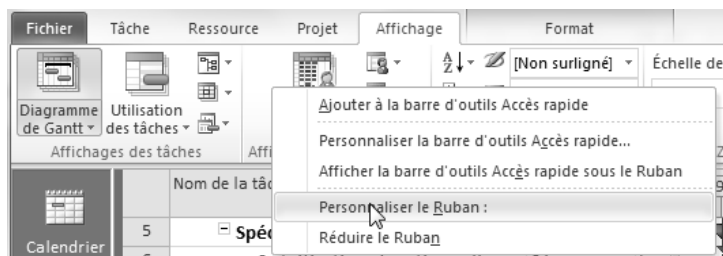 Fichier Tâche Ressource Projet Affichage Format
[Non surligné] Échelle de
Diagramme de Gantt
Utilisation des tâches
Affichages des tâches
Ajouter à la barre d'outils Accès rapide
Personnaliser la barre d'outils Accès rapide...
Afficher la barre d'outils Accès rapide sous le Ruban
Personnaliser le Ruban :
Réduire le Ruban
Nom de la
5
Calendrier